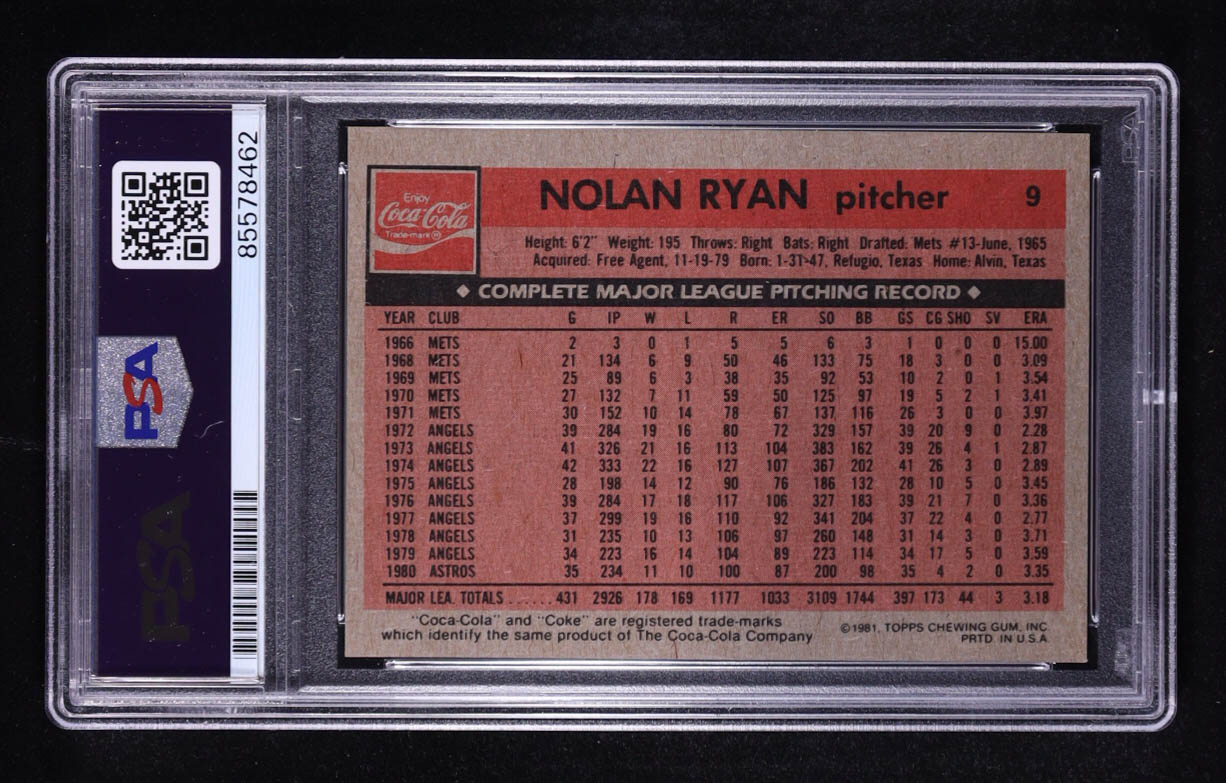 85578462
PSA
PSA
Enjoy
Coca-Cola
Trade-mark ®
NOLAN RYAN pitcher 9
Height: 6'2" Weight: 195 Throws: Right Bats: Right Drafted: Mets #13-June, 1965
Acquired: Free Agent, 11-19-79 Born: 1-31-47, Refugio, Texas Home: Alvin, Texas
◆ COMPLETE MAJOR LEAGUE PITCHING RECORD ◆
YEAR CLUB G IP W L R ER SO BB GS CG SHO SV ERA
1966 METS 2 3 0 1 5 5 6 3 1 0 0 0 15.00
1968 METS 21 134 6 9 50 46 133 75 18 3 0 0 3.09
1969 METS 25 89 6 3 38 35 92 53 10 2 0 1 3.54
1970 METS 27 132 7 11 59 50 125 97 19 5 2 1 3.41
1971 METS 30 152 10 14 78 67 137 116 26 3 0 0 3.97
1972 ANGELS 39 284 19 16 80 72 329 157 39 20 9 0 2.28
1973 ANGELS 41 326 21 16 113 104 383 162 39 26 4 1 2.87
1974 ANGELS 42 333 22 16 127 107 367 202 41 26 3 0 2.89
1975 ANGELS 28 198 14 12 90 76 186 132 28 10 5 0 3.45
1976 ANGELS 39 284 17 18 117 106 327 183 39 21 7 0 3.36
1977 ANGELS 37 299 19 16 110 92 341 204 37 22 4 0 2.77
1978 ANGELS 31 235 10 13 106 97 260 148 31 14 3 0 3.71
1979 ANGELS 34 223 16 14 104 89 223 114 34 17 5 0 3.59
1980 ASTROS 35 234 11 10 100 87 200 98 35 4 2 0 3.35
MAJOR LEA. TOTALS ...... 431 2926 178 169 1177 1033 3109 1744 397 173 44 3 3.18
"Coca-Cola" and "Coke" are registered trade-marks
which identify the same product of The Coca-Cola Company
©1981, TOPPS CHEWING GUM, INC.
PRTD. IN U.S.A.